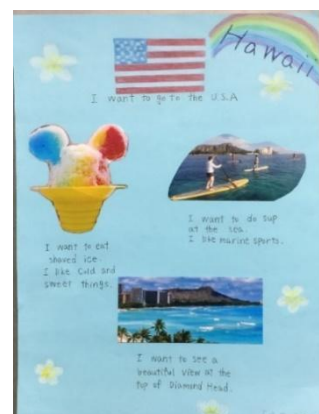 Hawaii
I want to go to the U.S.A
I want to eat
shaved ice.
I like cold and
sweet things.
I want to do sup
at the sea.
I like marine sports.
I want to see a
beautiful view at the
top of Diamond Head.